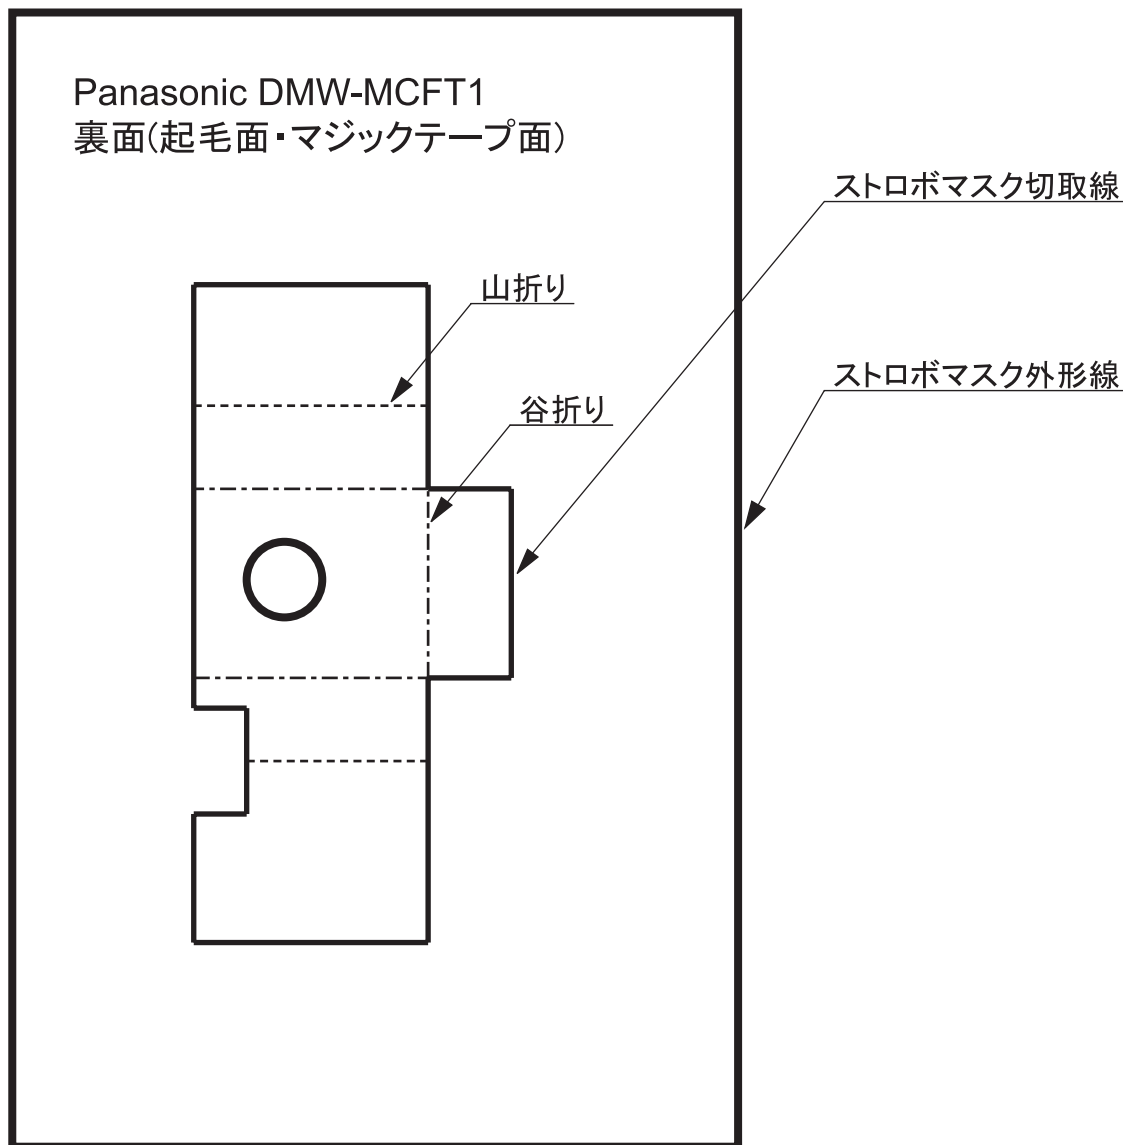 Panasonic DMW-MCFT1
裏面(起毛面・マジックテープ面)
ストロボマスク切取線
山折り
ストロボマスク外形線
谷折り